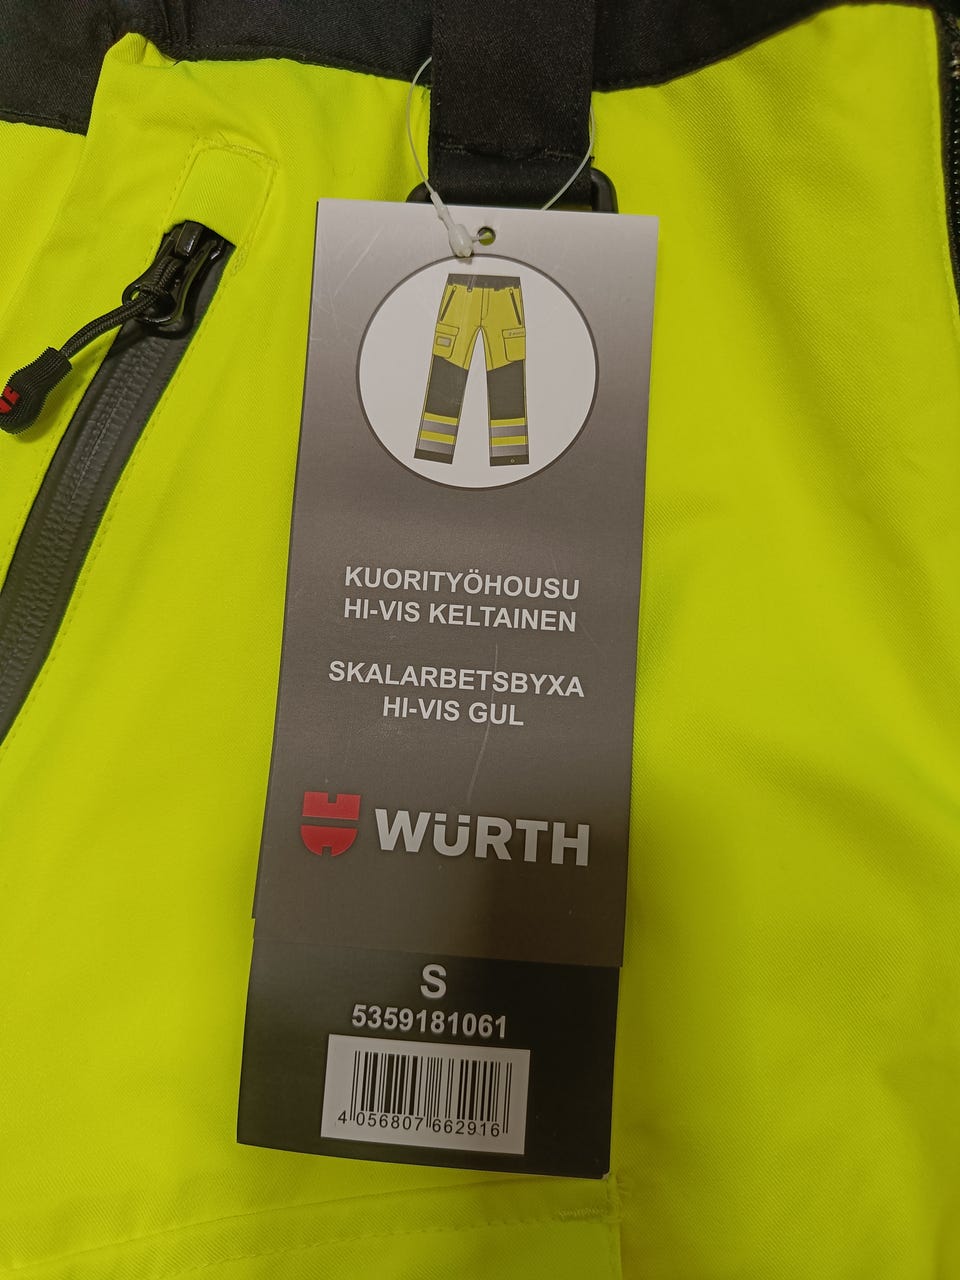 KUORITYÖHOUSU
HI-VIS KELTAINEN
SKALARBETSBYXA
HI-VIS GUL
WÜRTH
S
5359181061
4 056807 662916